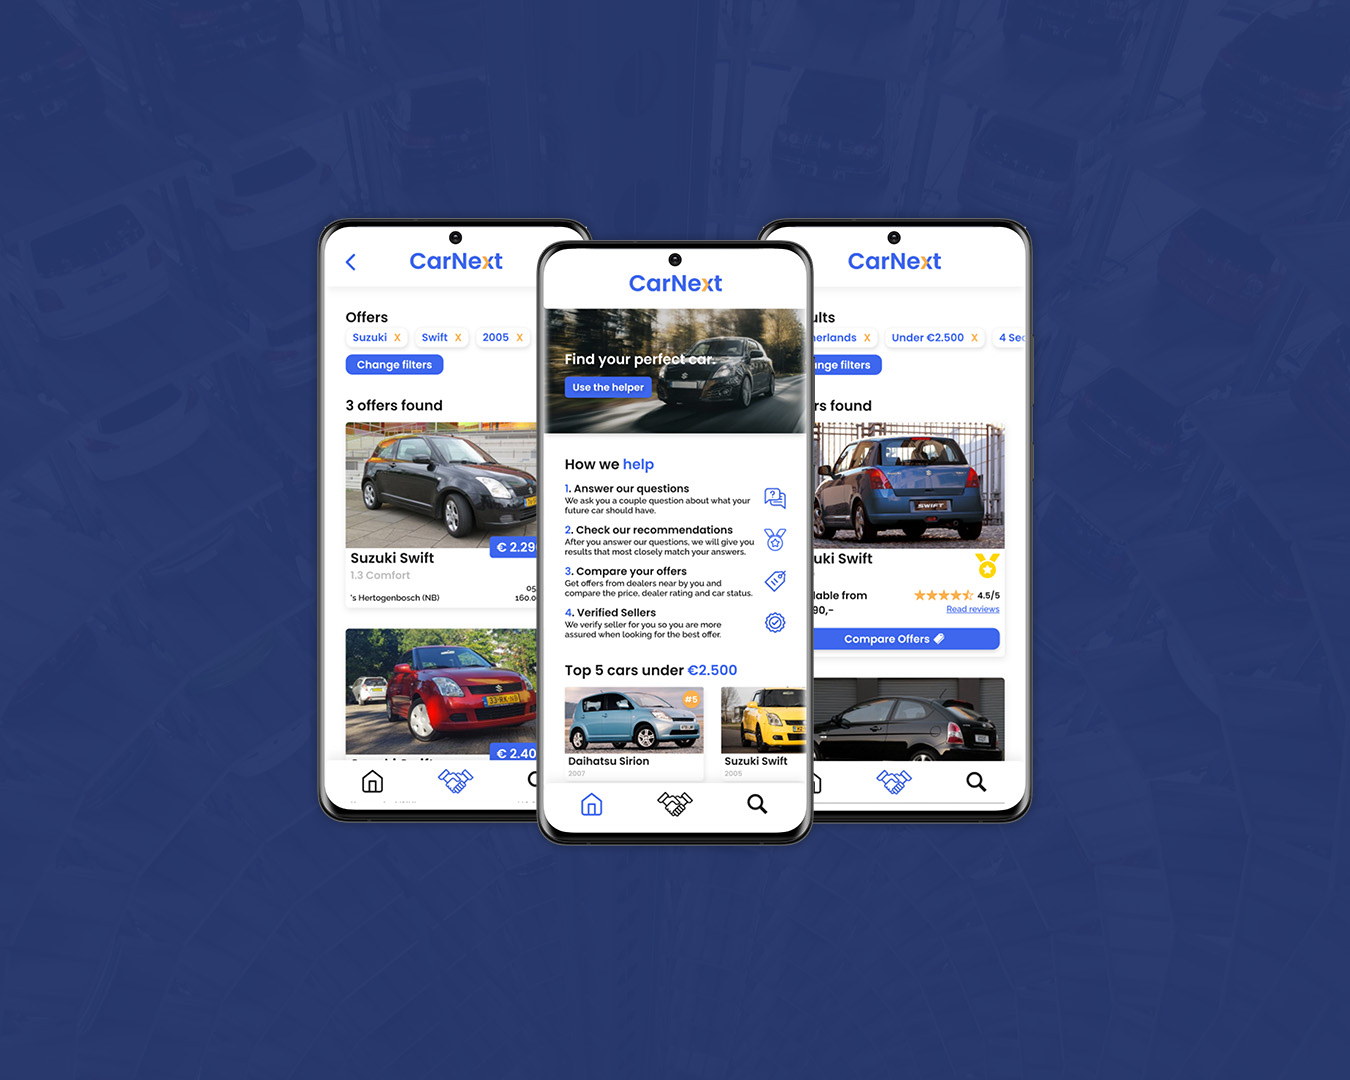 CarNext
Offers
Suzuki X
Swift X
2005 X
Change filters
3 offers found
€ 2.29
Suzuki Swift
1.3 Comfort
's Hertogenbosch (NB)
05
160.0
33-RK-NB
€ 2.40
CarNext
Find your perfect car.
Use the helper
How we help
1. Answer our questions
We ask you a couple question about what your
future car should have.
2. Check our recommendations
After you answer our questions, we will give you
results that most closely match your answers.
3. Compare your offers
Get offers from dealers near by you and
compare the price, dealer rating and car status.
4. Verified Sellers
We verify seller for you so you are more
assured when looking for the best offer.
Top 5 cars under €2.500
#5
Daihatsu Sirion
2007
Suzuki Swift
2005
CarNext
ults
herlands X
Under €2.500 X
4 Sec
nge filters
rs found
SWIFT
uki Swift
lable from
90,-
4.5/5
Read reviews
Compare Offers